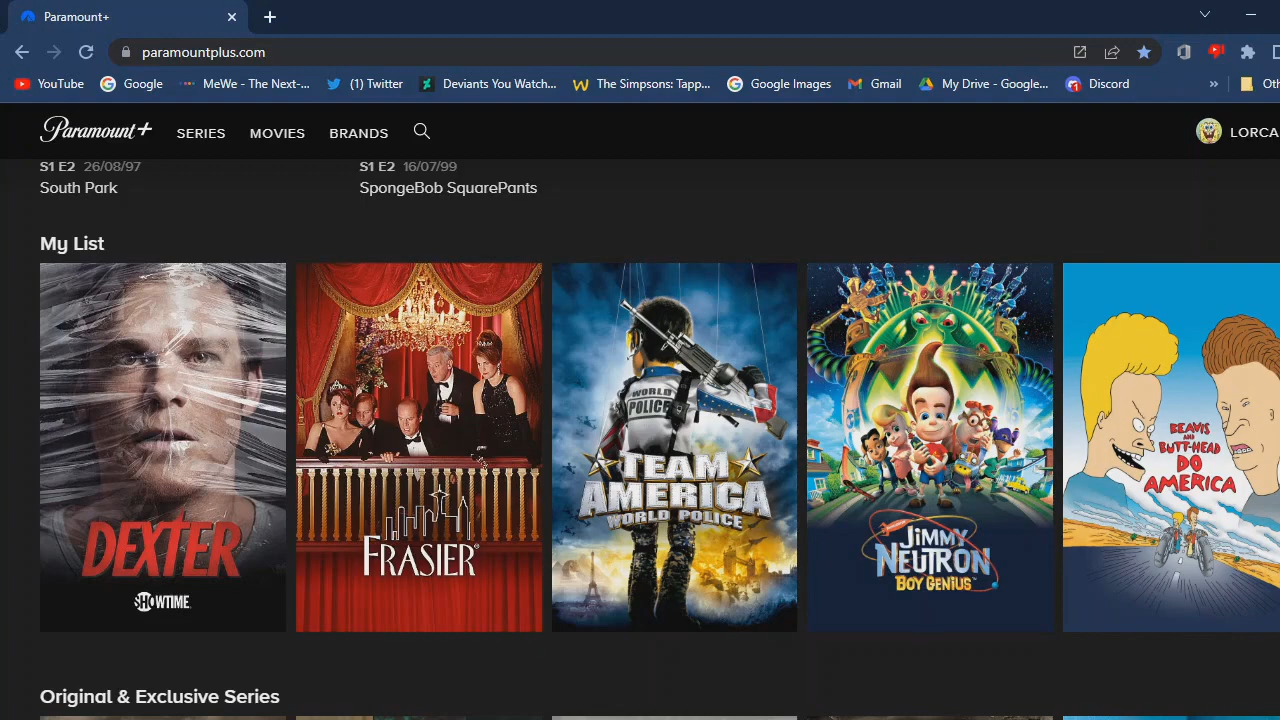 Paramount+
paramountplus.com
YouTube
Google
MeWe - The Next-...
(1) Twitter
Deviants You Watch...
The Simpsons: Tapp...
Google Images
Gmail
My Drive - Google...
Discord
»
Oth
Paramount+
SERIES
MOVIES
BRANDS
LORCA
S1 E2 26/08/97
South Park
S1 E2 16/07/99
SpongeBob SquarePants
My List
DEXTER
SHOWTIME
FRASIER
WORLD
POLICE
TEAM
AMERICA
WORLD POLICE
JIMMY
NEUTRON
BOY GENIUS
BEAVIS
AND
BUTT-HEAD
DO
AMERICA
Original & Exclusive Series